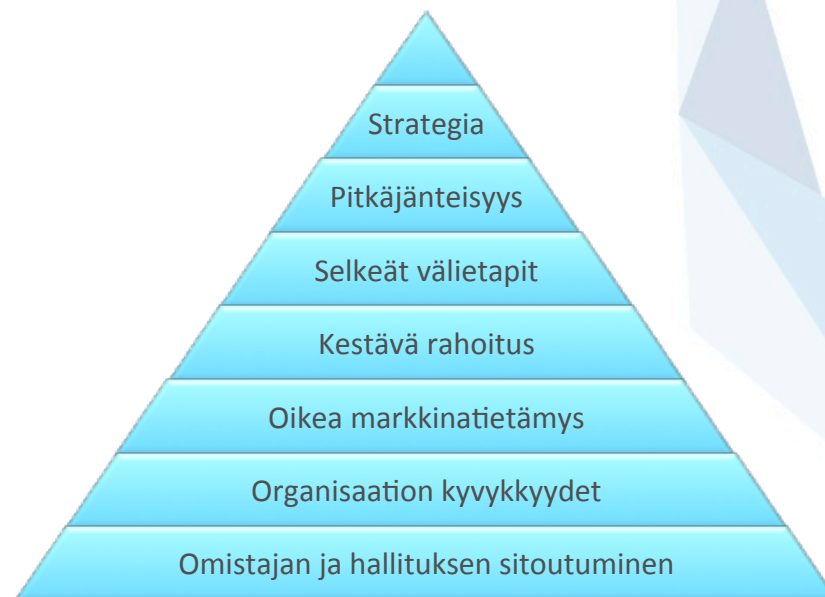 Strategia
Pitkäjänteisyys
Selkeät välietapit
Kestävä rahoitus
Oikea markkinatietämys
Organisaation kyvykkyydet
Omistajan ja hallituksen sitoutuminen